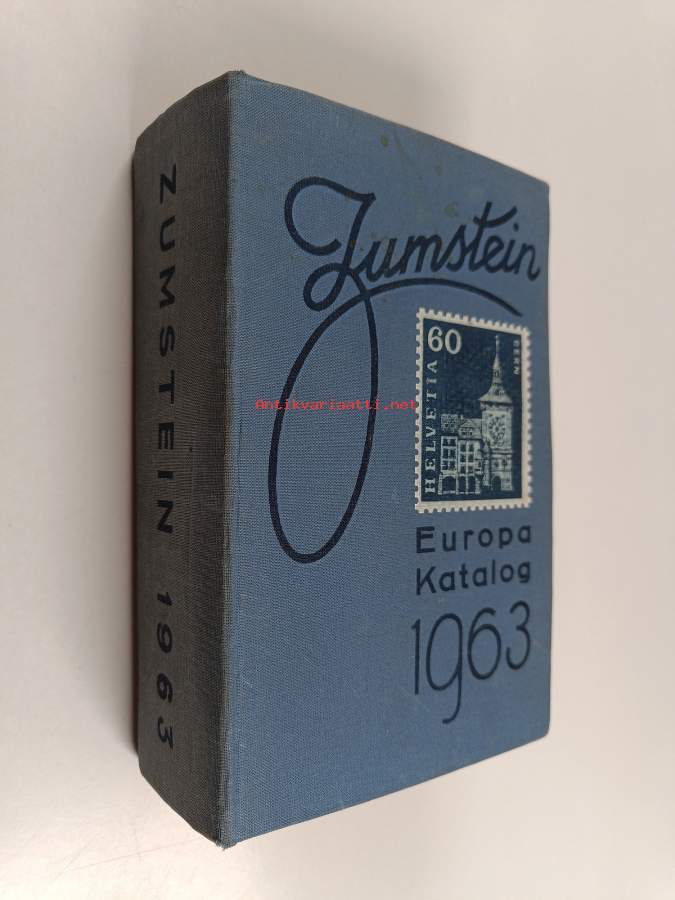 ZUMSTEIN 1963
Zumstein
60
BERN
HELVETIA
Antikvariaatti.net
Europa
Katalog
1963